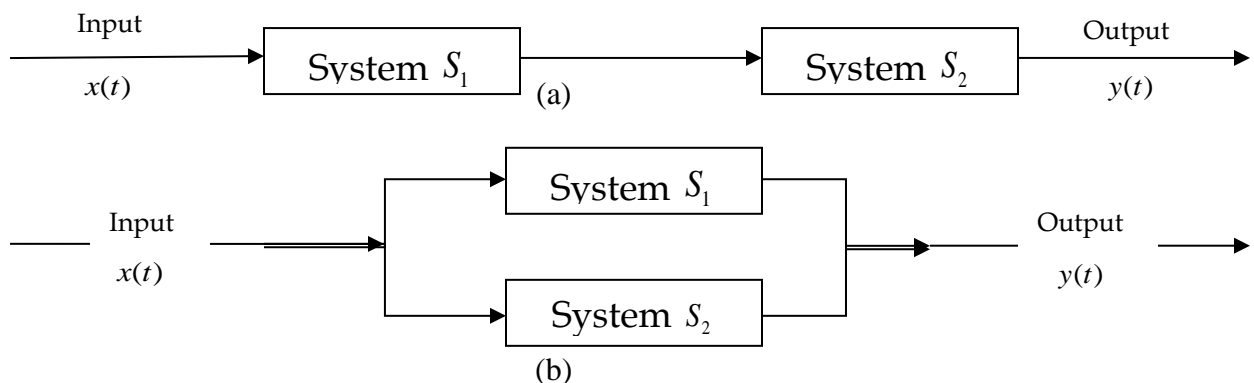 Input
x(t)
System S₁
(a)
System S₂
Output
y(t)
Input
x(t)
System S₁
System S₂
Output
y(t)
(b)